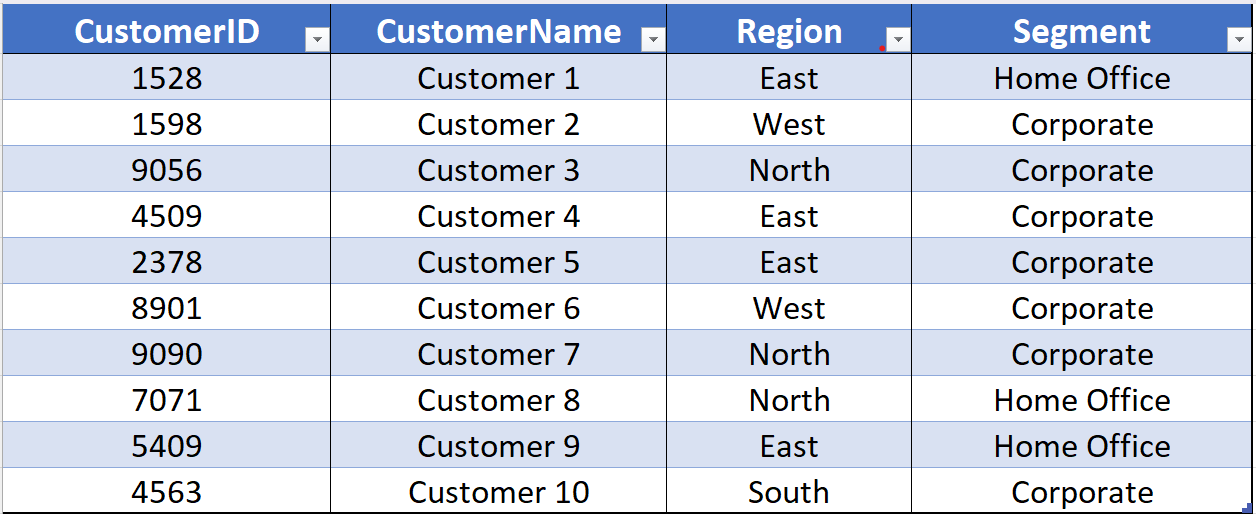 CustomerID CustomerName Region Segment
1528 Customer 1 East Home Office
1598 Customer 2 West Corporate
9056 Customer 3 North Corporate
4509 Customer 4 East Corporate
2378 Customer 5 East Corporate
8901 Customer 6 West Corporate
9090 Customer 7 North Corporate
7071 Customer 8 North Home Office
5409 Customer 9 East Home Office
4563 Customer 10 South Corporate